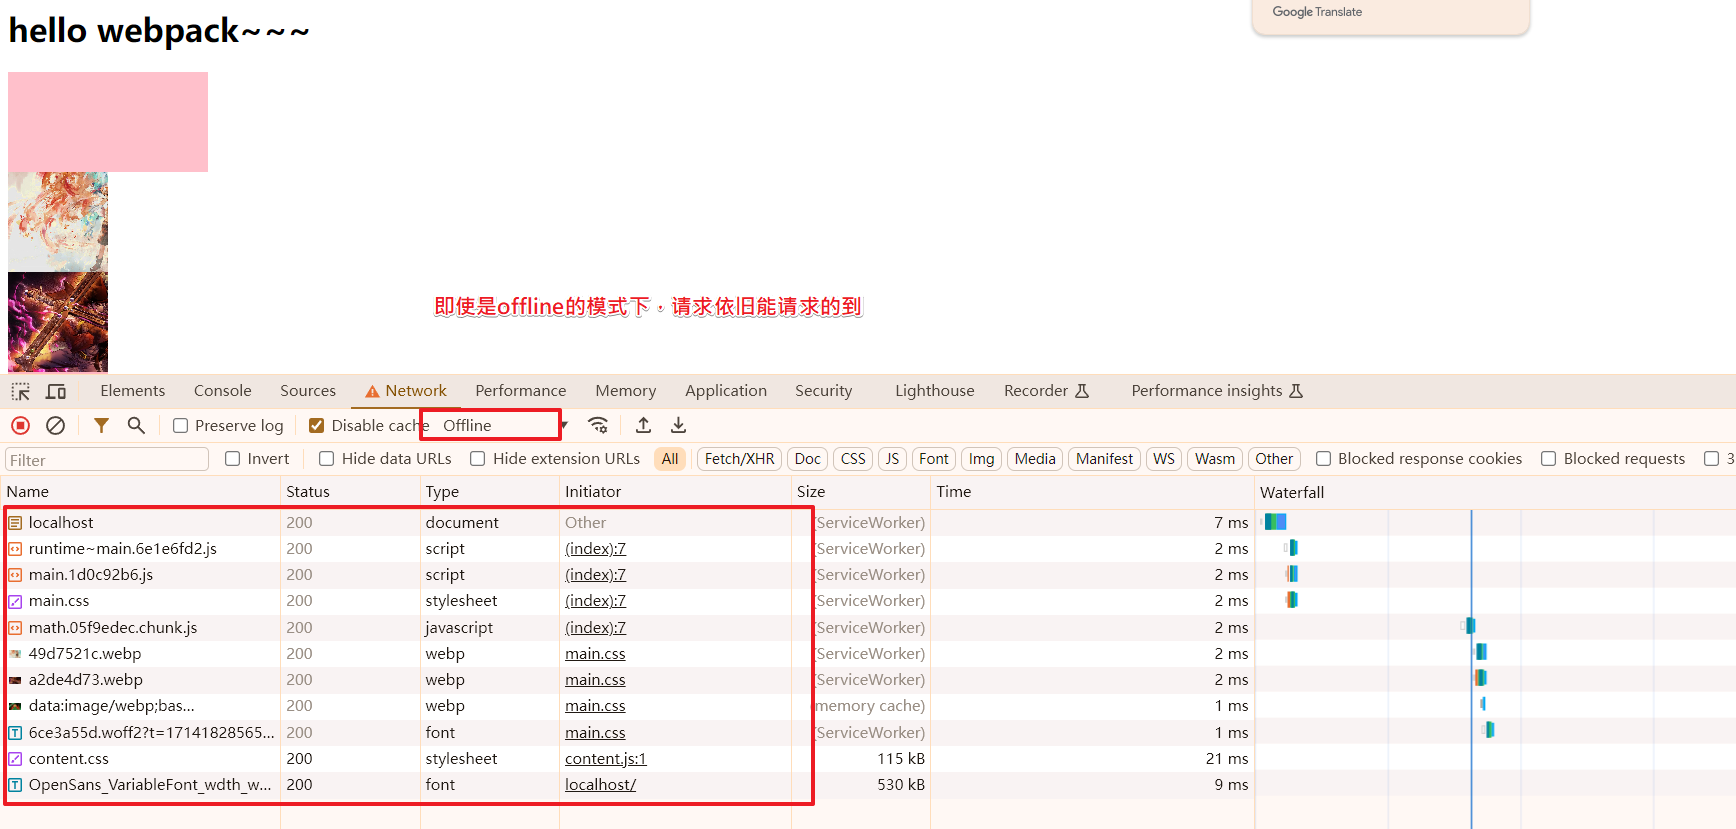 hello webpack~~~
Google Translate
即使是offline的模式下，请求依旧能请求的到
Elements Console Sources Network Performance Memory Application Security Lighthouse Recorder Performance insights
Preserve log Disable cache Offline
Filter Invert Hide data URLs Hide extension URLs All Fetch/XHR Doc CSS JS Font Img Media Manifest WS Wasm Other Blocked response cookies Blocked requests 3
Name Status Type Initiator Size Time Waterfall
localhost 200 document Other (ServiceWorker) 7 ms
runtime~main.6e1e6fd2.js 200 script (index):7 (ServiceWorker) 2 ms
main.1d0c92b6.js 200 script (index):7 (ServiceWorker) 2 ms
main.css 200 stylesheet (index):7 (ServiceWorker) 2 ms
math.05f9edec.chunk.js 200 javascript (index):7 (ServiceWorker) 2 ms
49d7521c.webp 200 webp main.css (ServiceWorker) 2 ms
a2de4d73.webp 200 webp main.css (ServiceWorker) 2 ms
data:image/webp;bas... 200 webp main.css (memory cache) 1 ms
6ce3a55d.woff2?t=17141828565... 200 font main.css (ServiceWorker) 1 ms
content.css 200 stylesheet content.js:1 115 kB 21 ms
OpenSans_VariableFont_wdth_w... 200 font localhost/ 530 kB 9 ms